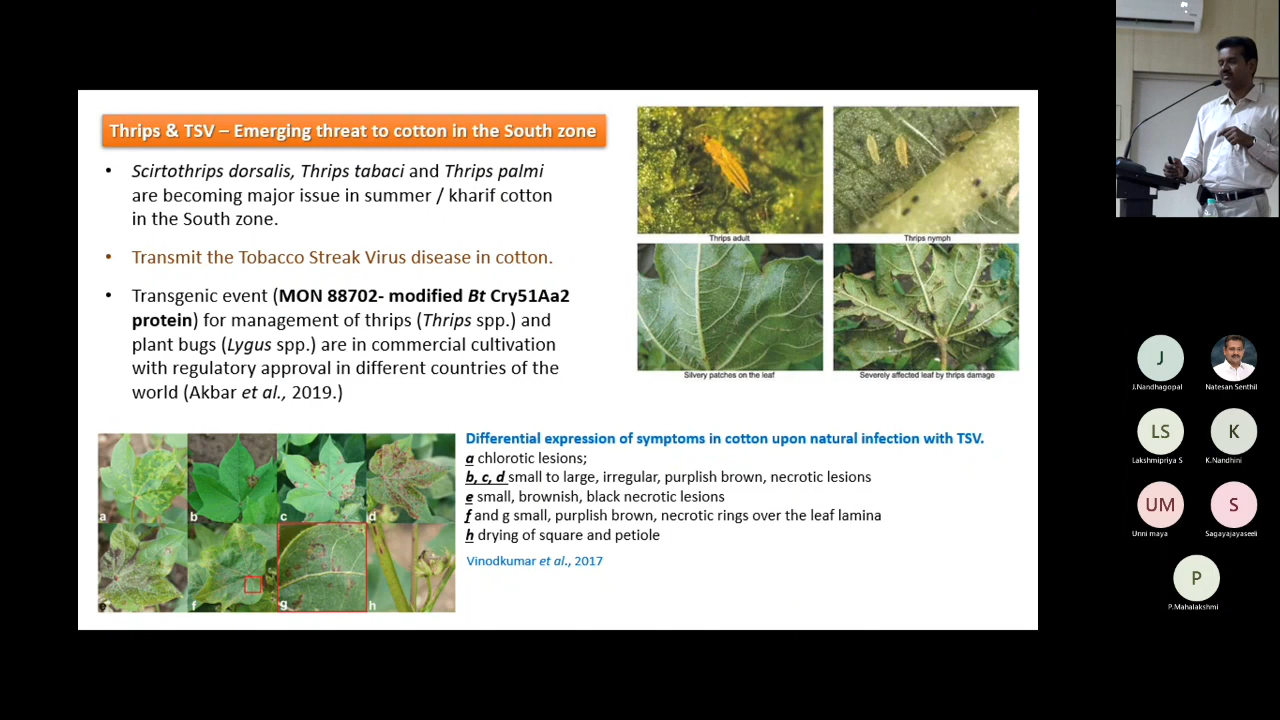 Thrips & TSV – Emerging threat to cotton in the South zone
• Scirtothrips dorsalis, Thrips tabaci and Thrips palmi
are becoming major issue in summer / kharif cotton
in the South zone.
• Transmit the Tobacco Streak Virus disease in cotton.
• Transgenic event (MON 88702- modified Bt Cry51Aa2
protein) for management of thrips (Thrips spp.) and
plant bugs (Lygus spp.) are in commercial cultivation
with regulatory approval in different countries of the
world (Akbar et al., 2019.)
Thrips adult
Thrips nymph
Silvery patches on the leaf
Severely affected leaf by thrips damage
a
b
c
d
e
f
g
h
Differential expression of symptoms in cotton upon natural infection with TSV.
a chlorotic lesions;
b, c, d small to large, irregular, purplish brown, necrotic lesions
e small, brownish, black necrotic lesions
f and g small, purplish brown, necrotic rings over the leaf lamina
h drying of square and petiole
Vinodkumar et al., 2017
J
J.Nandhagopal
Natesan Senthil
LS
Lakshmipriya S
K
K.Nandhini
UM
Unni maya
S
Sagayajayaseeli
P
P.Mahalakshmi